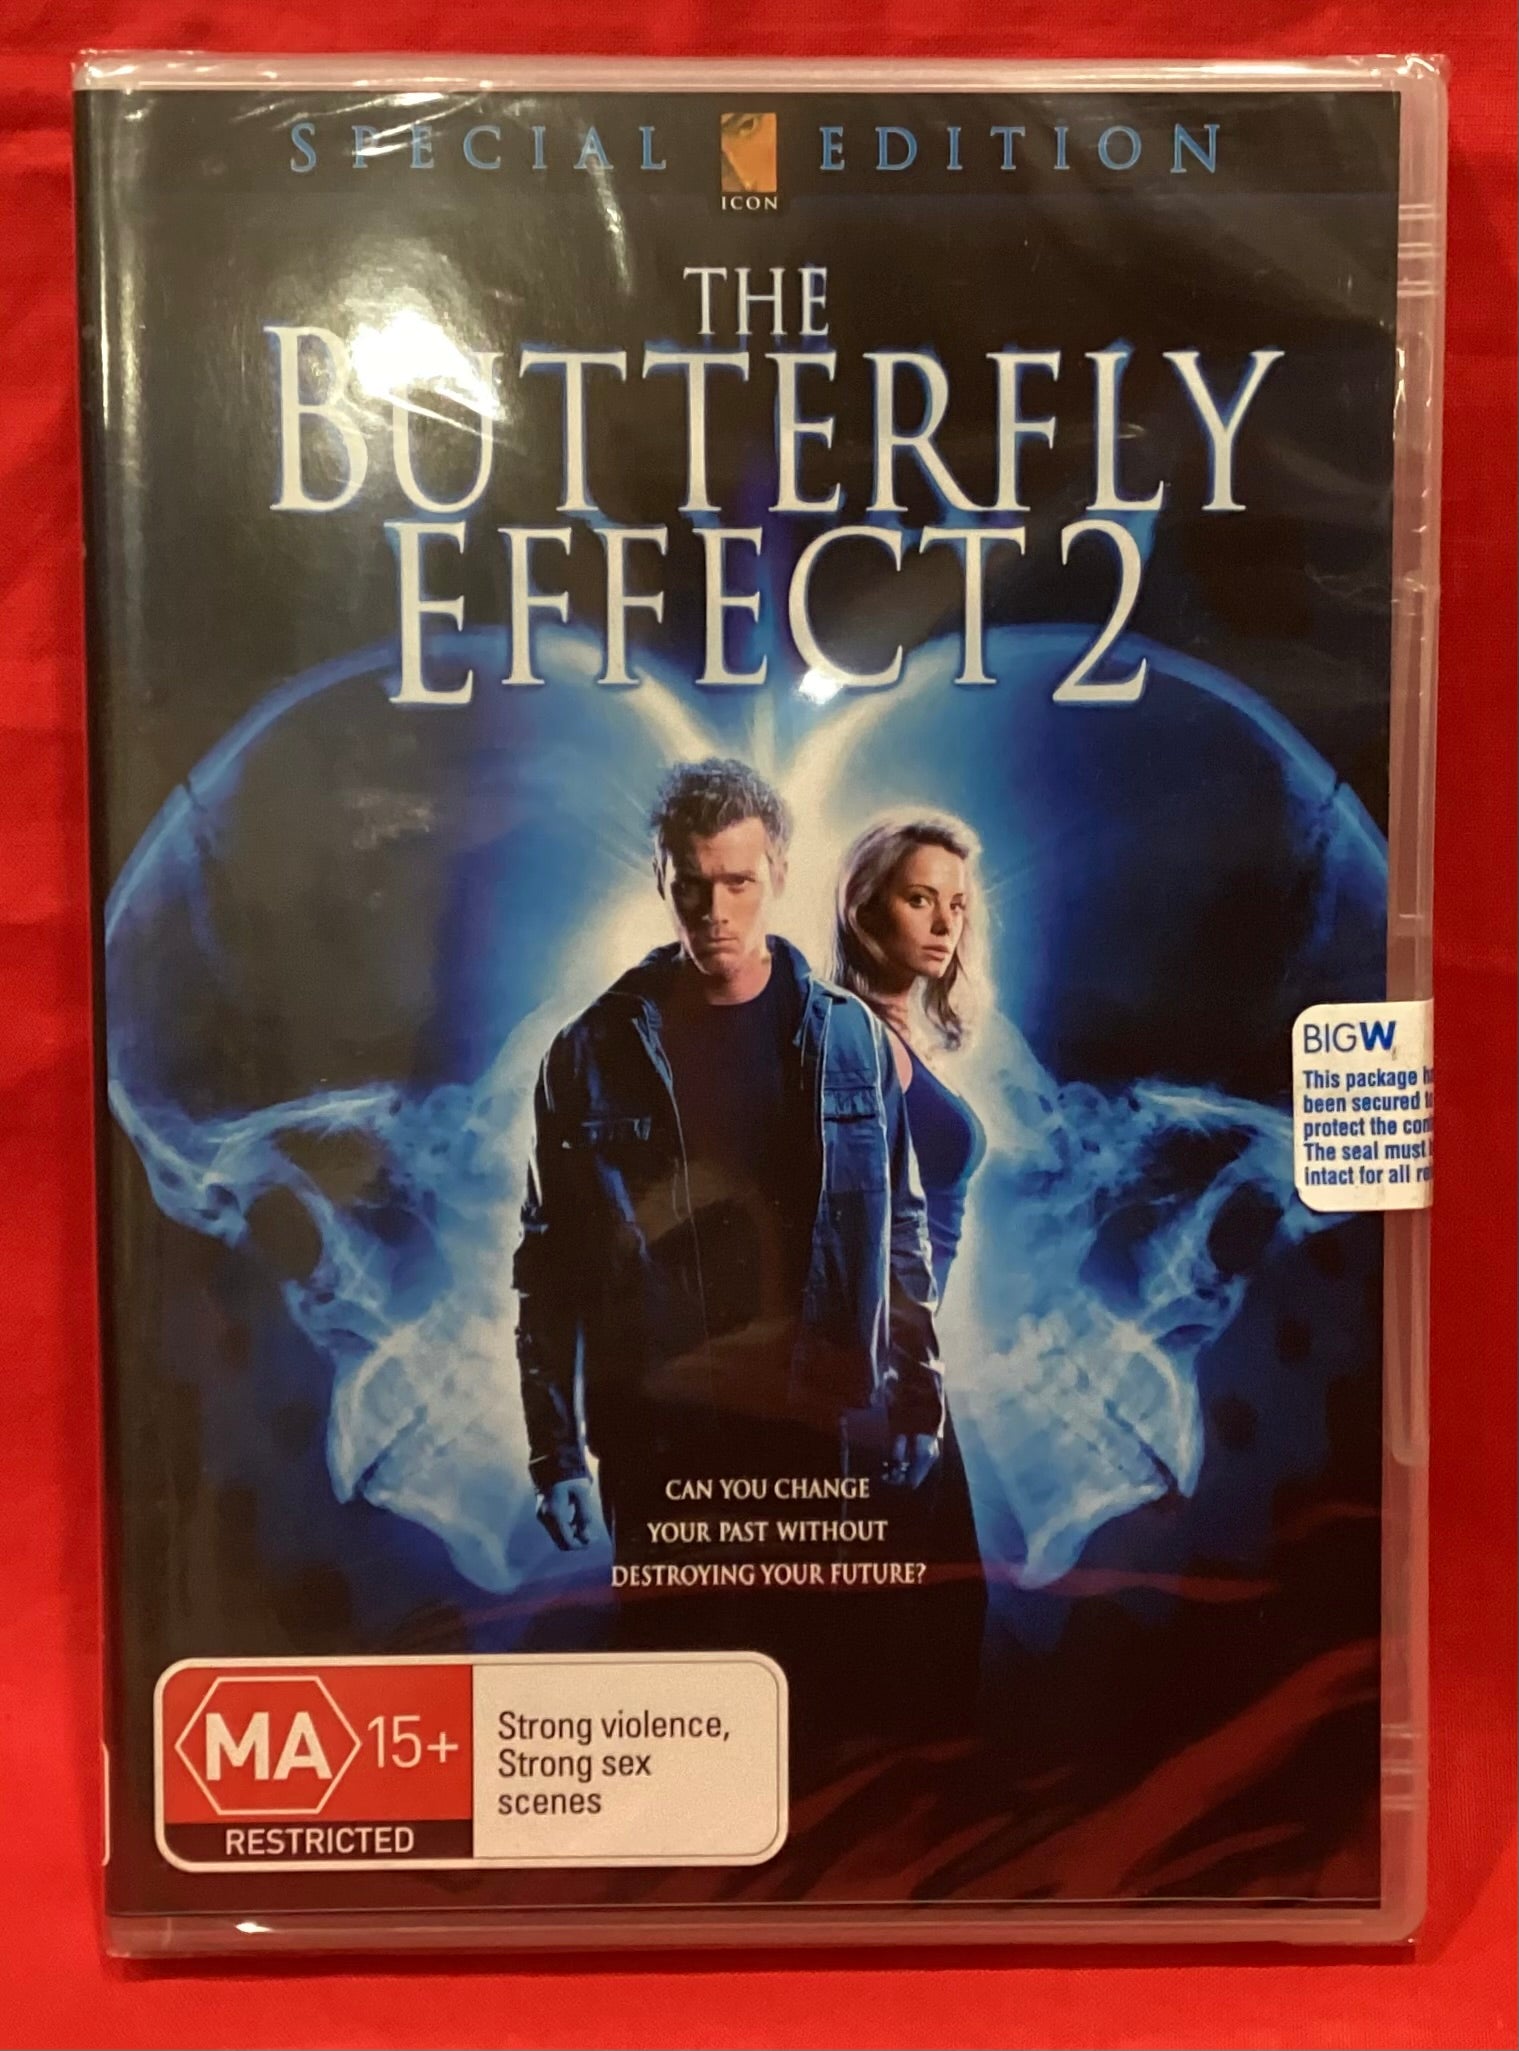 SPECIAL EDITION
ICON
THE
BUTTERFLY
EFFECT 2
BIGW
This package
been secured
protect the
The seal must
intact for all
CAN YOU CHANGE
YOUR PAST WITHOUT
DESTROYING YOUR FUTURE?
MA 15+
RESTRICTED
Strong violence,
Strong sex
scenes